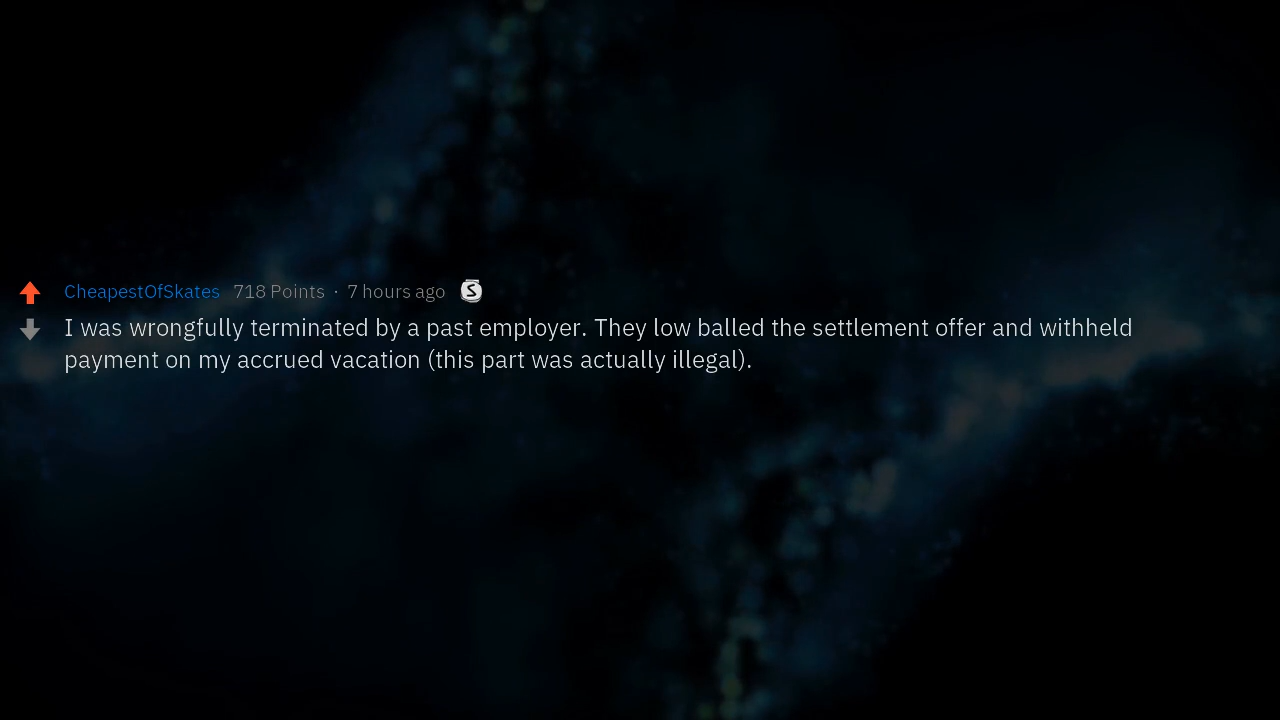 CheapestOfSkates 718 Points · 7 hours ago S
I was wrongfully terminated by a past employer. They low balled the settlement offer and withheld
payment on my accrued vacation (this part was actually illegal).